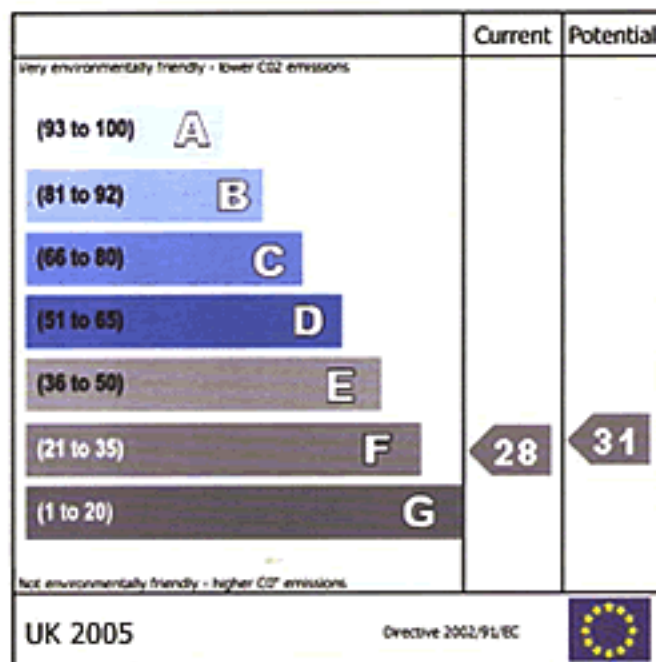 Current Potential
Very environmentally friendly - lower CO2 emissions
(93 to 100) A
(81 to 92) B
(66 to 80) C
(51 to 65) D
(36 to 50) E
(21 to 35) F 28 31
(1 to 20) G
Not environmentally friendly - higher CO² emissions
UK 2005 Directive 2002/91/EC